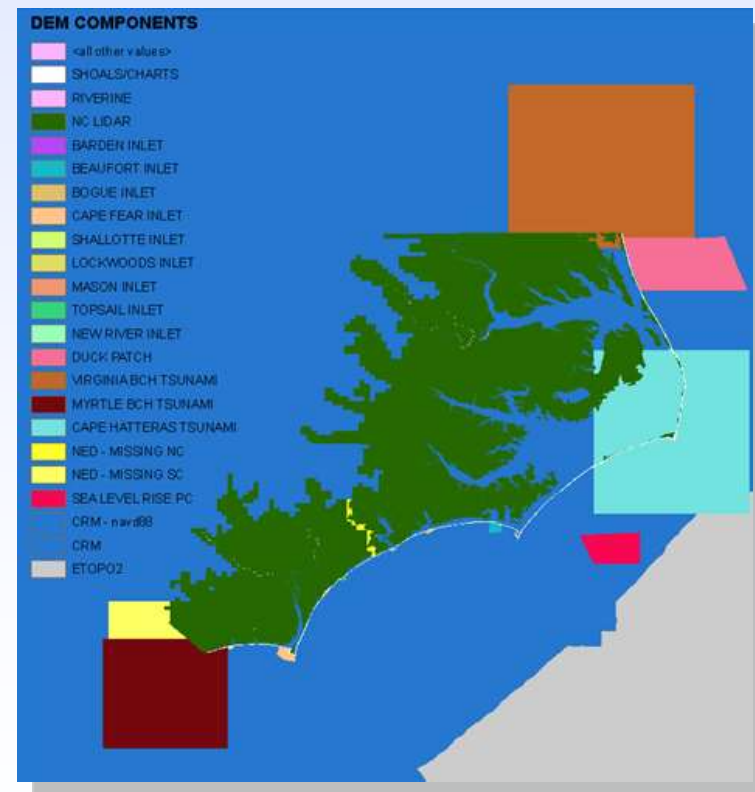 DEM COMPONENTS
<all other values>
SHOALS/CHARTS
RIVERINE
NC LIDAR
BARDEN INLET
BEAUFORT INLET
BOGUE INLET
CAPE FEAR INLET
SHALLOTTE INLET
LOCKWOODS INLET
MASON INLET
TOPSAIL INLET
NEW RIVER INLET
DUCK PATCH
VIRGINIA BCH TSUNAMI
MYRTLE BCH TSUNAMI
CAPE HATTERAS TSUNAMI
NED - MISSING NC
NED - MISSING SC
SEA LEVEL RISE PC
CRM - navd88
CRM
ETOPO2